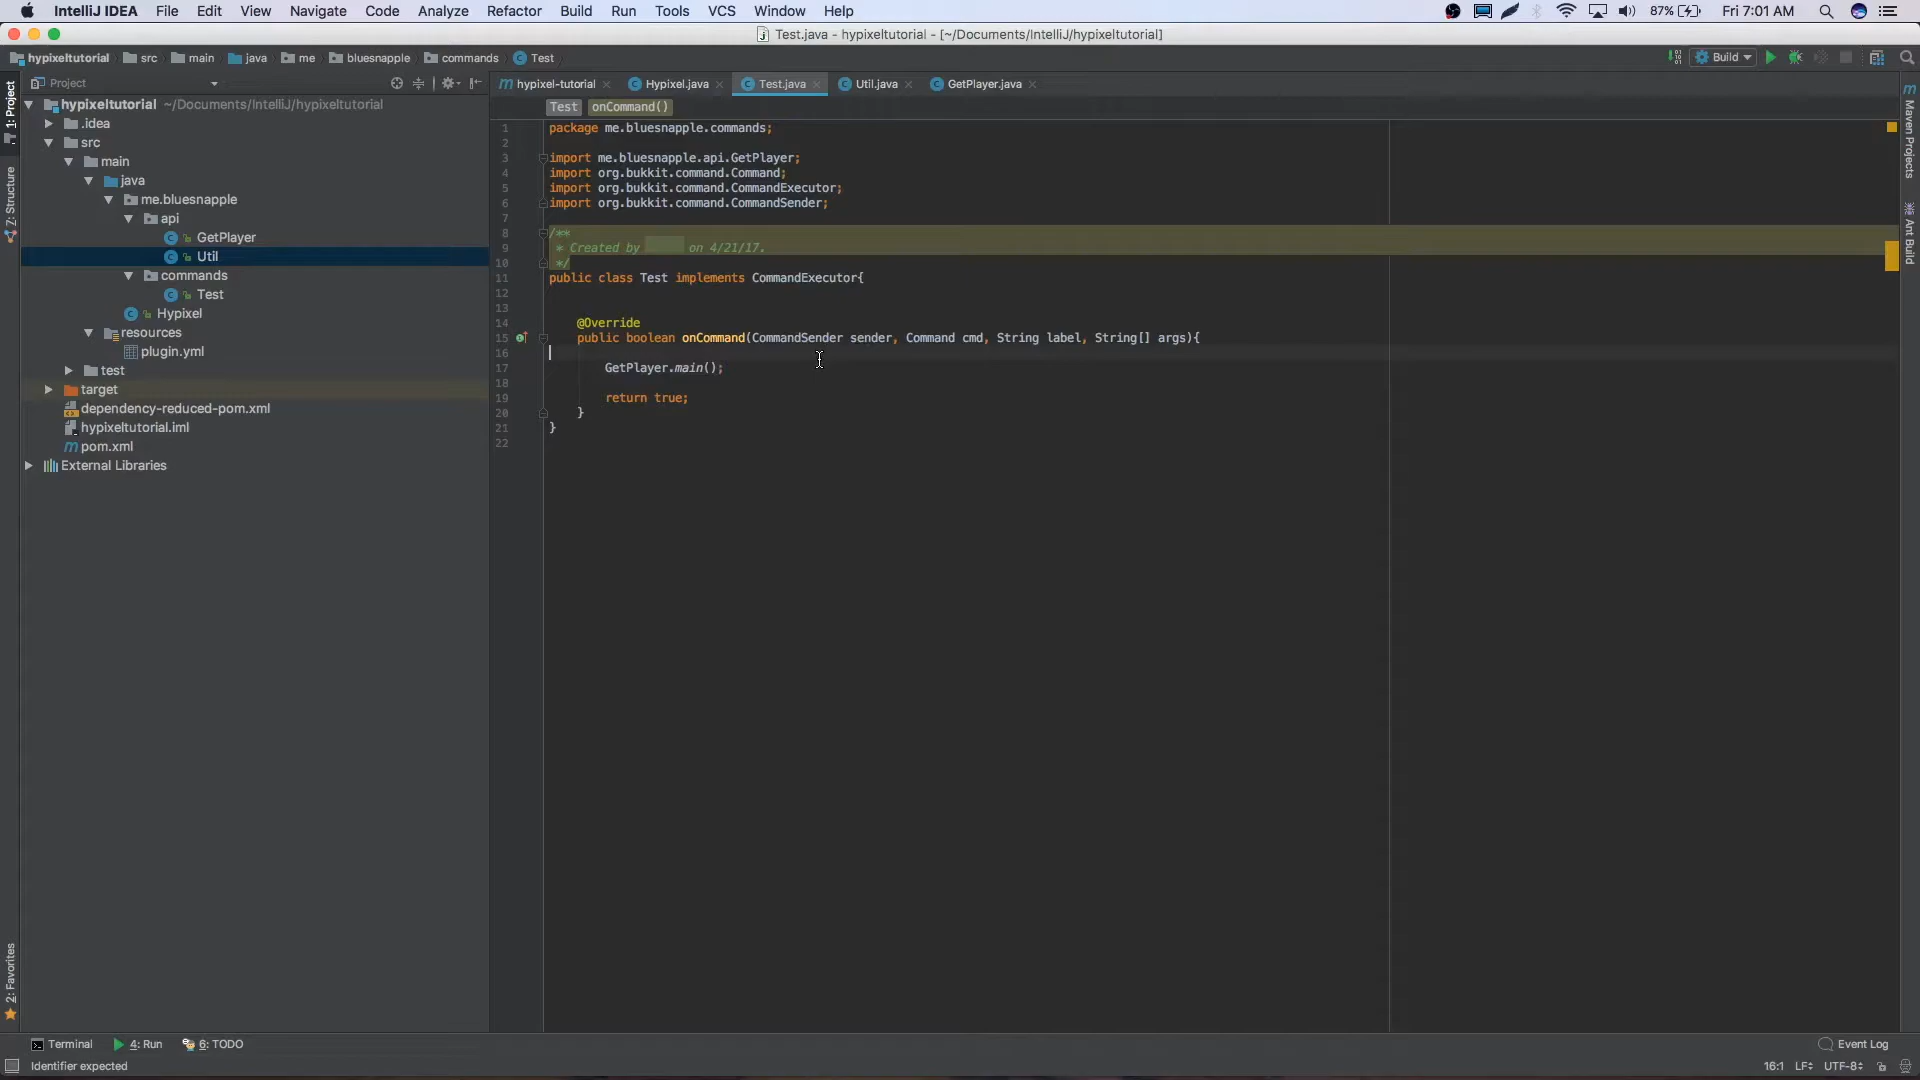 IntelliJ IDEA File Edit View Navigate Code Analyze Refactor Build Run Tools VCS Window Help 87% Fri 7:01 AM
Test.java - hypixeltutorial - [~/Documents/IntelliJ/hypixeltutorial]
hypixeltutorial src main java me bluesnapple commands Test Build
Project
hypixel-tutorial Hypixel.java Test.java Util.java GetPlayer.java
Test onCommand()
1: Project
Z: Structure
2: Favorites
hypixeltutorial ~/Documents/IntelliJ/hypixeltutorial
.idea
src
main
java
me.bluesnapple
api
GetPlayer
Util
commands
Test
Hypixel
resources
plugin.yml
test
target
dependency-reduced-pom.xml
hypixeltutorial.iml
pom.xml
External Libraries
1 package me.bluesnapple.commands;
2
3 import me.bluesnapple.api.GetPlayer;
4 import org.bukkit.command.Command;
5 import org.bukkit.command.CommandExecutor;
6 import org.bukkit.command.CommandSender;
7
8 /**
9 * Created by on 4/21/17.
10 */
11 public class Test implements CommandExecutor{
12
13
14 @Override
15 public boolean onCommand(CommandSender sender, Command cmd, String label, String[] args){
16
17 GetPlayer.main();
18
19 return true;
20 }
21 }
22
Maven Projects
Ant Build
Terminal 4: Run 6: TODO Event Log
Identifier expected 16:1 LF UTF-8